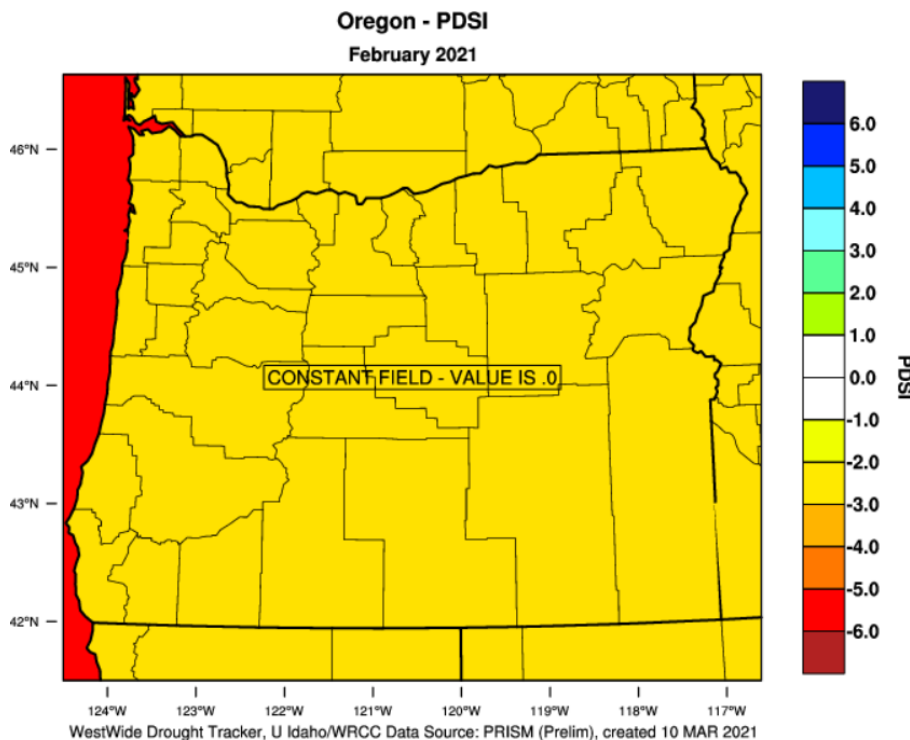 Oregon - PDSI
February 2021
46°N
45°N
44°N
43°N
42°N
CONSTANT FIELD - VALUE IS .0
124°W 123°W 122°W 121°W 120°W 119°W 118°W 117°W
6.0
5.0
4.0
3.0
2.0
1.0
0.0
-1.0
-2.0
-3.0
-4.0
-5.0
-6.0
PDSI
WestWide Drought Tracker, U Idaho/WRCC Data Source: PRISM (Prelim), created 10 MAR 2021